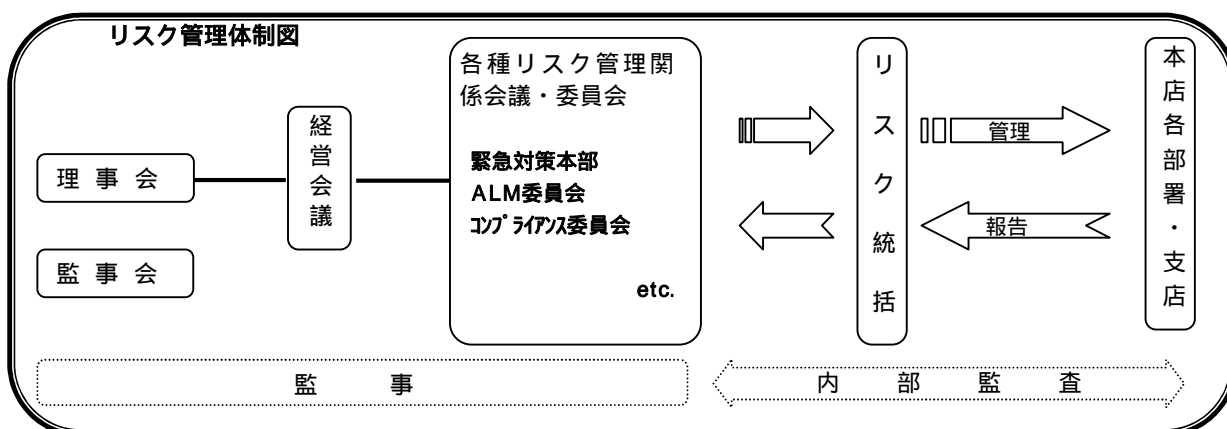 リスク管理体制図
理事会
監事会
経営会議
各種リスク管理関
係会議・委員会
緊急対策本部
ALM委員会
コンプライアンス委員会
etc.
リスク統括
管理
報告
本店各部署・支店
監事
内部監査